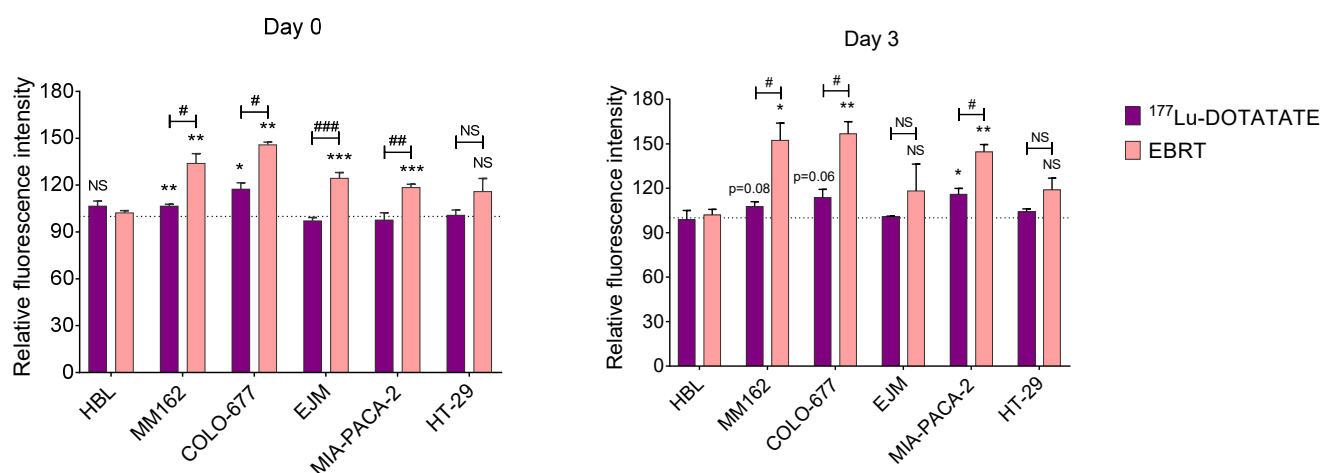 Day 0
Relative fluorescence intensity
180
150
120
90
60
30
0
NS
**
**
#
*
**
#
***
###
***
##
NS
NS
HBL
MM162
COLO-677
EJM
MIA-PACA-2
HT-29
Day 3
Relative fluorescence intensity
180
150
120
90
60
30
0
p=0.08
*
#
p=0.06
**
#
NS
NS
*
**
#
NS
NS
HBL
MM162
COLO-677
EJM
MIA-PACA-2
HT-29
¹⁷⁷Lu-DOTATATE
EBRT